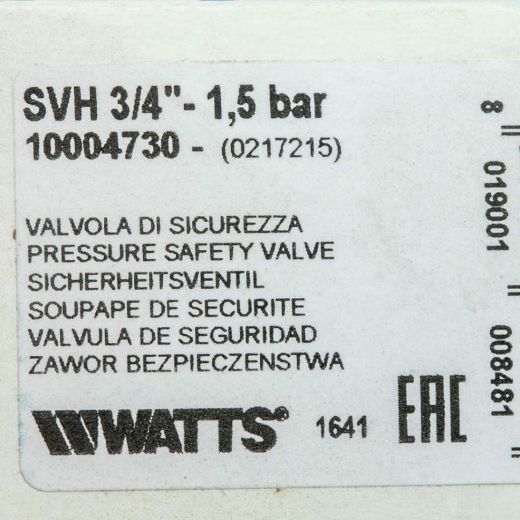 SVH 3/4" - 1,5 bar
10004730 - (0217215)
VALVOLA DI SICUREZZA
PRESSURE SAFETY VALVE
SICHERHEITSVENTIL
SOUPAPE DE SECURITE
VALVULA DE SEGURIDAD
ZAWOR BEZPIECZENSTWA
WATTS® 1641 EAC
8 019001 008481